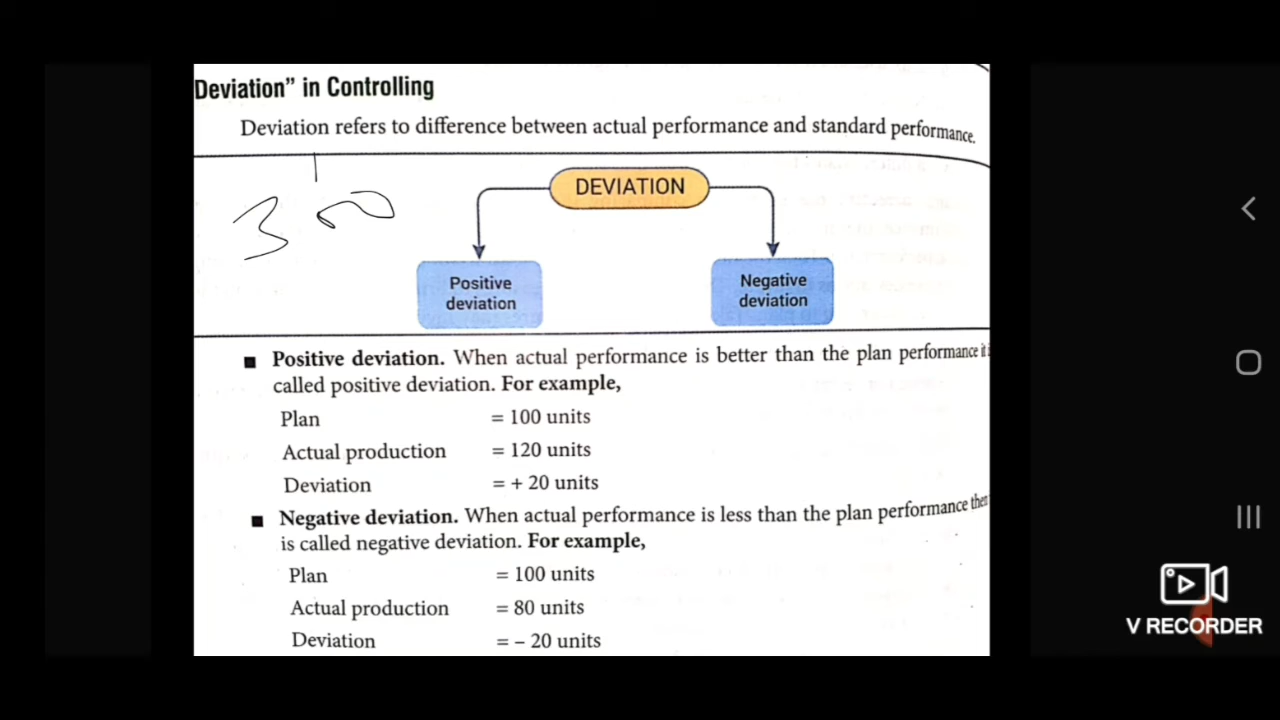 Deviation” in Controlling
Deviation refers to difference between actual performance and standard performance.
DEVIATION
Positive
deviation
Negative
deviation
■ Positive deviation. When actual performance is better than the plan performance it
called positive deviation. For example,
Plan = 100 units
Actual production = 120 units
Deviation = + 20 units
■ Negative deviation. When actual performance is less than the plan performance then
is called negative deviation. For example,
Plan = 100 units
Actual production = 80 units
Deviation = – 20 units
V RECORDER